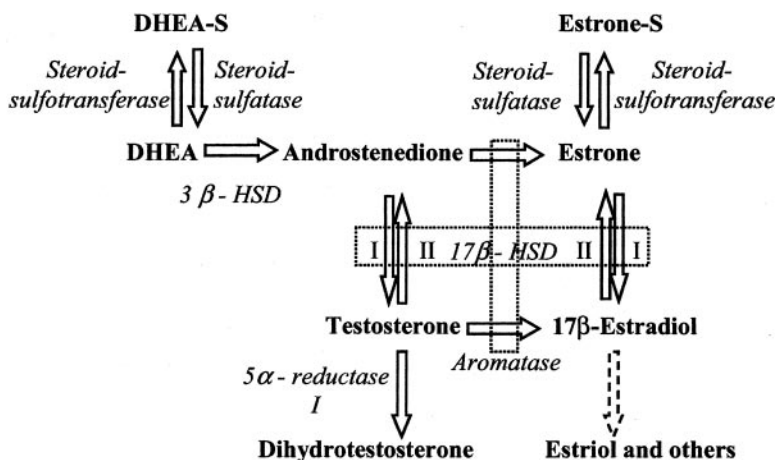 DHEA-S Estrone-S
Steroid- Steroid- Steroid- Steroid-
sulfotransferase sulfatase sulfatase sulfotransferase
DHEA Androstenedione Estrone
3 β - HSD
I II 17β - HSD II I
Testosterone 17β-Estradiol
5α - reductase Aromatase
I
Dihydrotestosterone Estriol and others